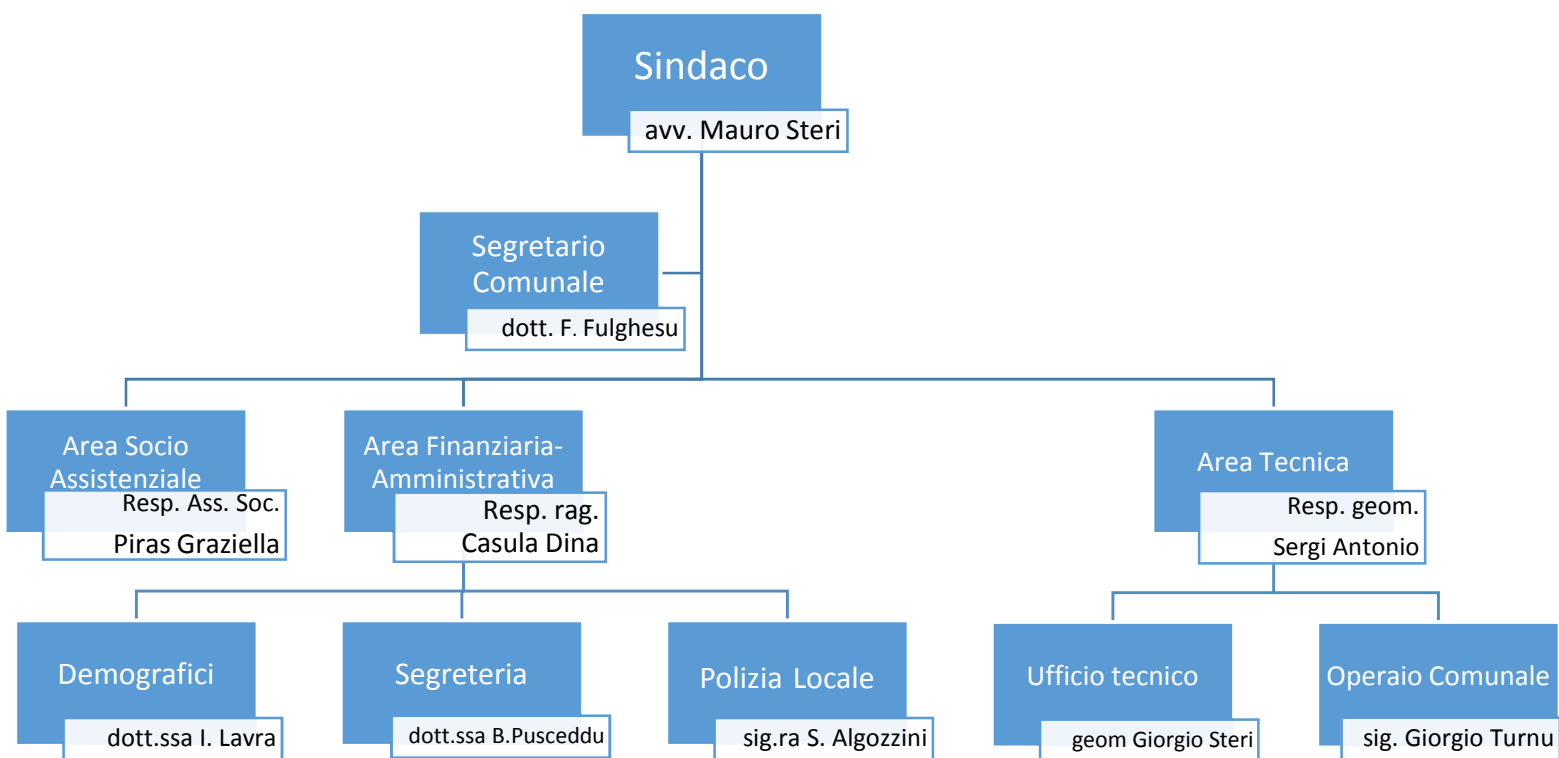 Sindaco
avv. Mauro Steri
Segretario
Comunale
dott. F. Fulghesu
Area Socio
Assistenziale
Resp. Ass. Soc.
Piras Graziella
Area Finanziaria-
Amministrativa
Resp. rag.
Casula Dina
Area Tecnica
Resp. geom.
Sergi Antonio
Demografici
dott.ssa I. Lavra
Segreteria
dott.ssa B.Pusceddu
Polizia Locale
sig.ra S. Algozzini
Ufficio tecnico
geom Giorgio Steri
Operaio Comunale
sig. Giorgio Turnu